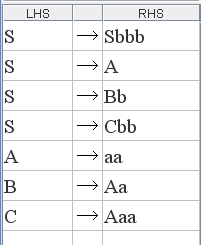 LHS RHS
S → Sbbb
S → A
S → Bb
S → Cbb
A → aa
B → Aa
C → Aaa